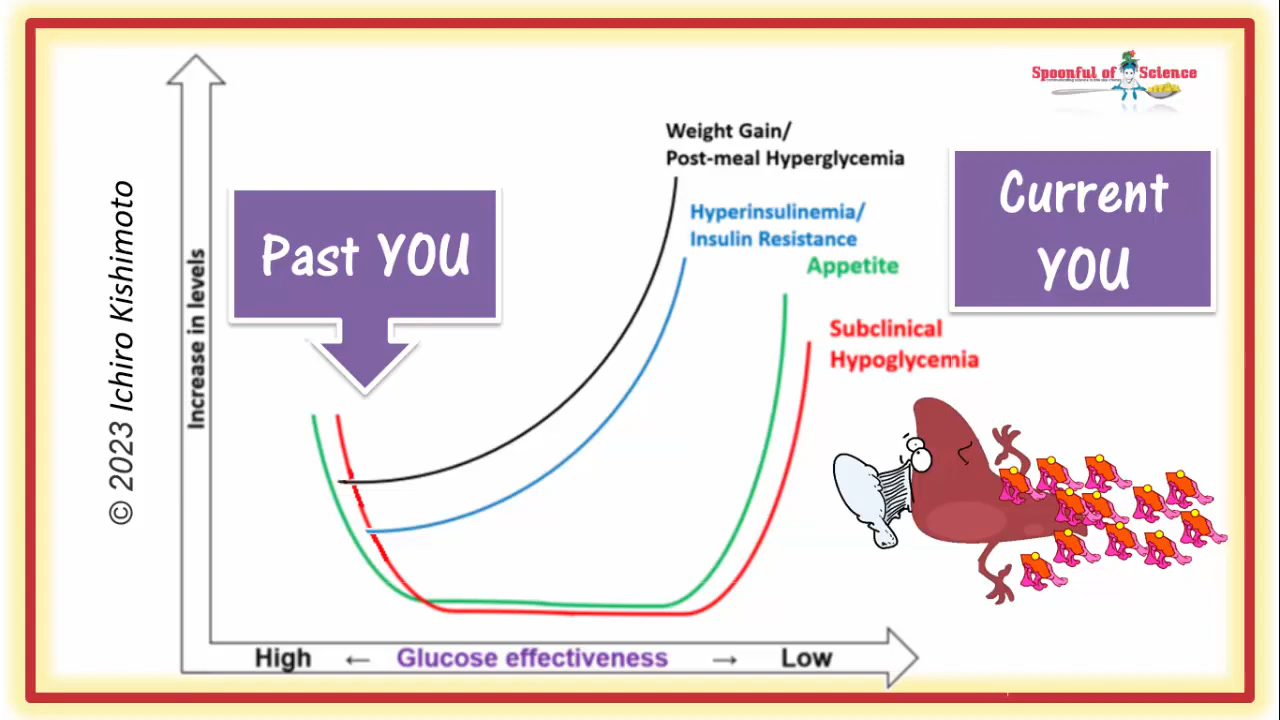 Spoonful of Science
Weight Gain/
Post-meal Hyperglycemia
Current
YOU
Past YOU
Hyperinsulinemia/
Insulin Resistance
Appetite
Subclinical
Hypoglycemia
© 2023 Ichiro Kishimoto
Increase in levels
High ← Glucose effectiveness → Low